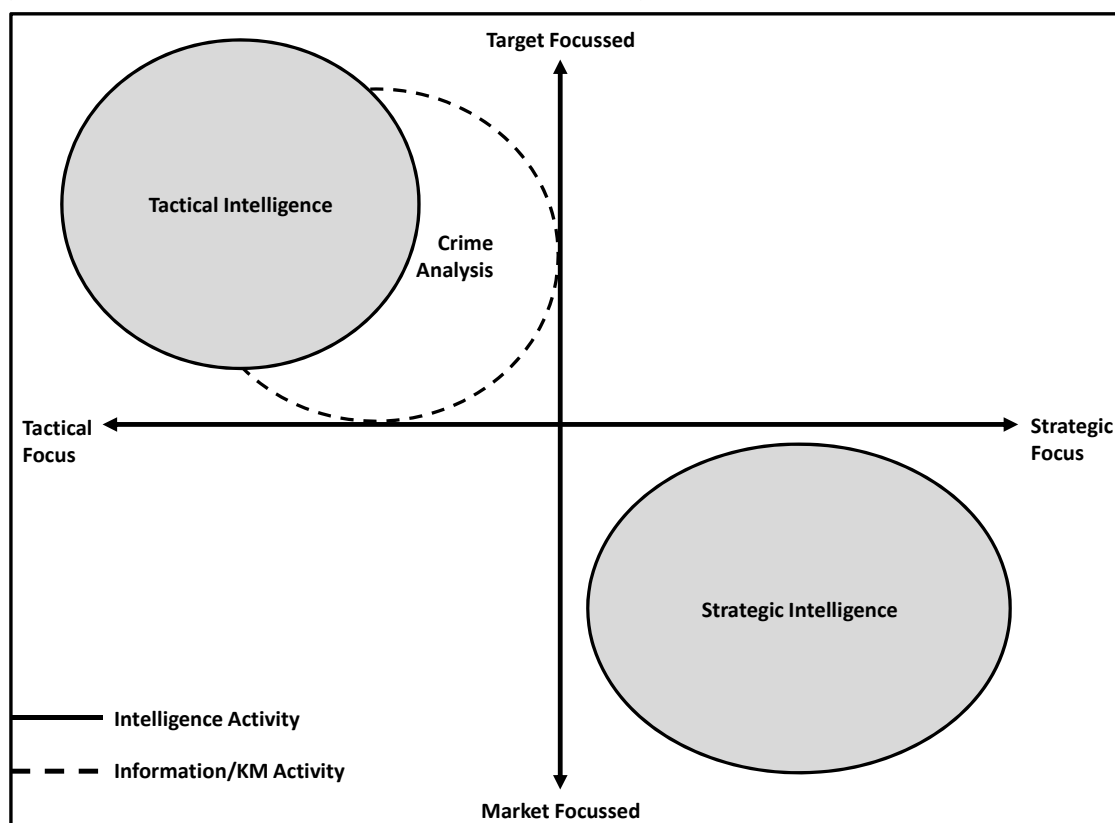 Target Focussed
Tactical Intelligence
Crime
Analysis
Tactical
Focus
Strategic
Focus
Strategic Intelligence
Intelligence Activity
Information/KM Activity
Market Focussed